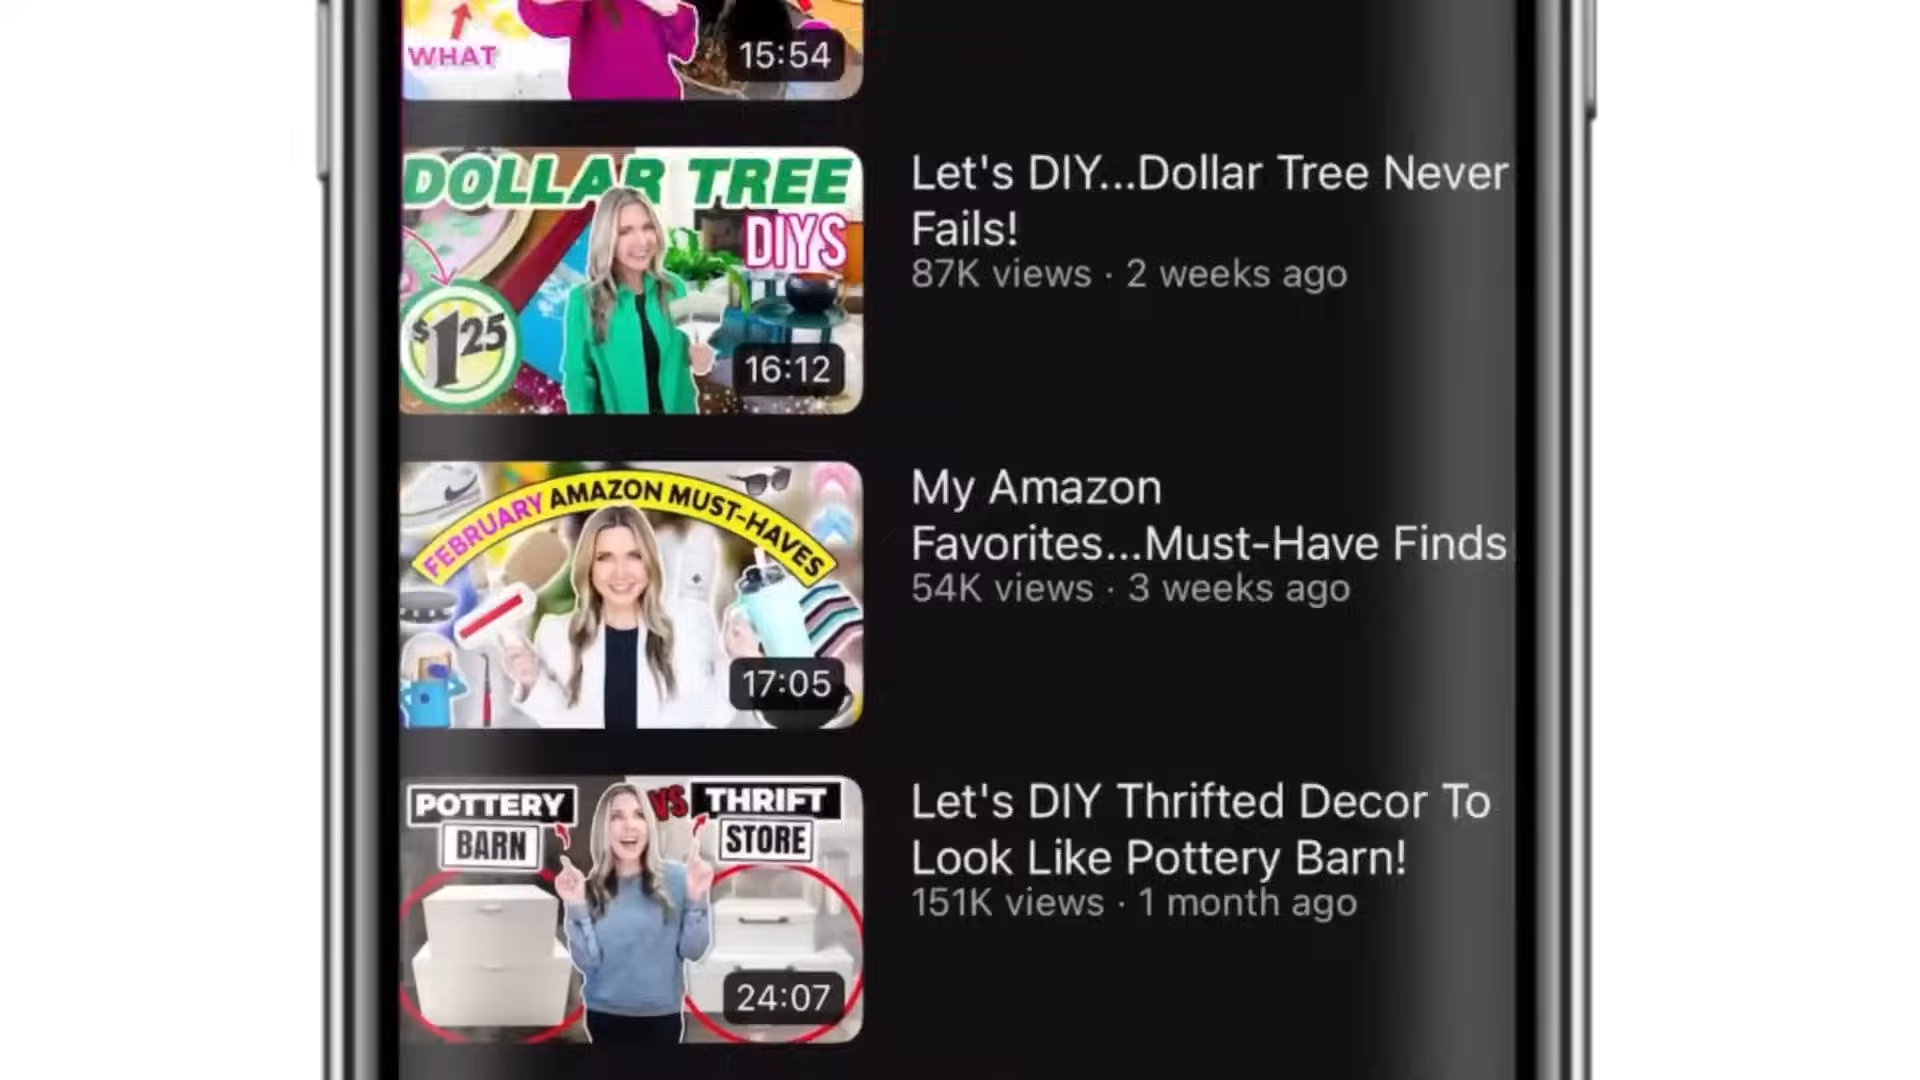 WHAT
15:54
DOLLAR TREE
DIYS
$1.25
16:12
Let's DIY...Dollar Tree Never
Fails!
87K views · 2 weeks ago
FEBRUARY AMAZON MUST-HAVES
17:05
My Amazon
Favorites...Must-Have Finds
54K views · 3 weeks ago
POTTERY
BARN
VS
THRIFT
STORE
24:07
Let's DIY Thrifted Decor To
Look Like Pottery Barn!
151K views · 1 month ago